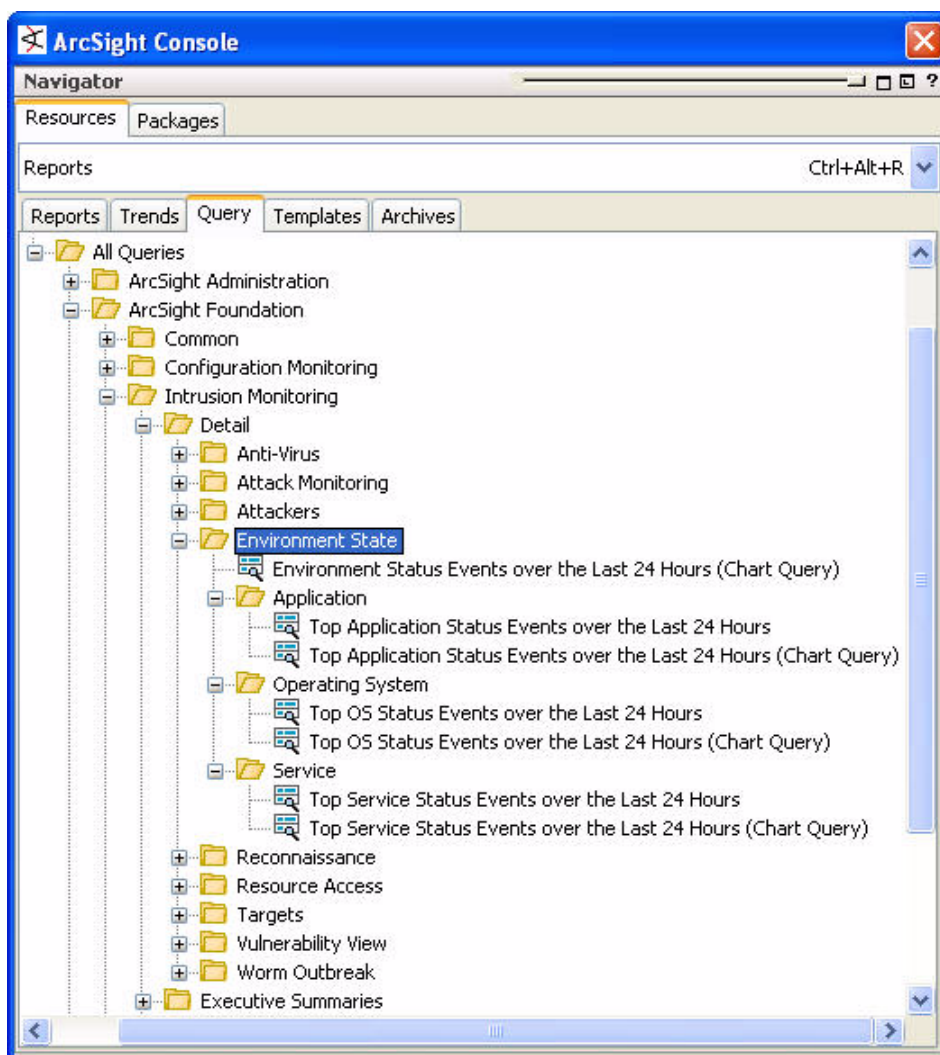 ArcSight Console
Navigator
?
Resources Packages
Reports Ctrl+Alt+R
Reports Trends Query Templates Archives
All Queries
ArcSight Administration
ArcSight Foundation
Common
Configuration Monitoring
Intrusion Monitoring
Detail
Anti-Virus
Attack Monitoring
Attackers
Environment State
Environment Status Events over the Last 24 Hours (Chart Query)
Application
Top Application Status Events over the Last 24 Hours
Top Application Status Events over the Last 24 Hours (Chart Query)
Operating System
Top OS Status Events over the Last 24 Hours
Top OS Status Events over the Last 24 Hours (Chart Query)
Service
Top Service Status Events over the Last 24 Hours
Top Service Status Events over the Last 24 Hours (Chart Query)
Reconnaissance
Resource Access
Targets
Vulnerability View
Worm Outbreak
Executive Summaries